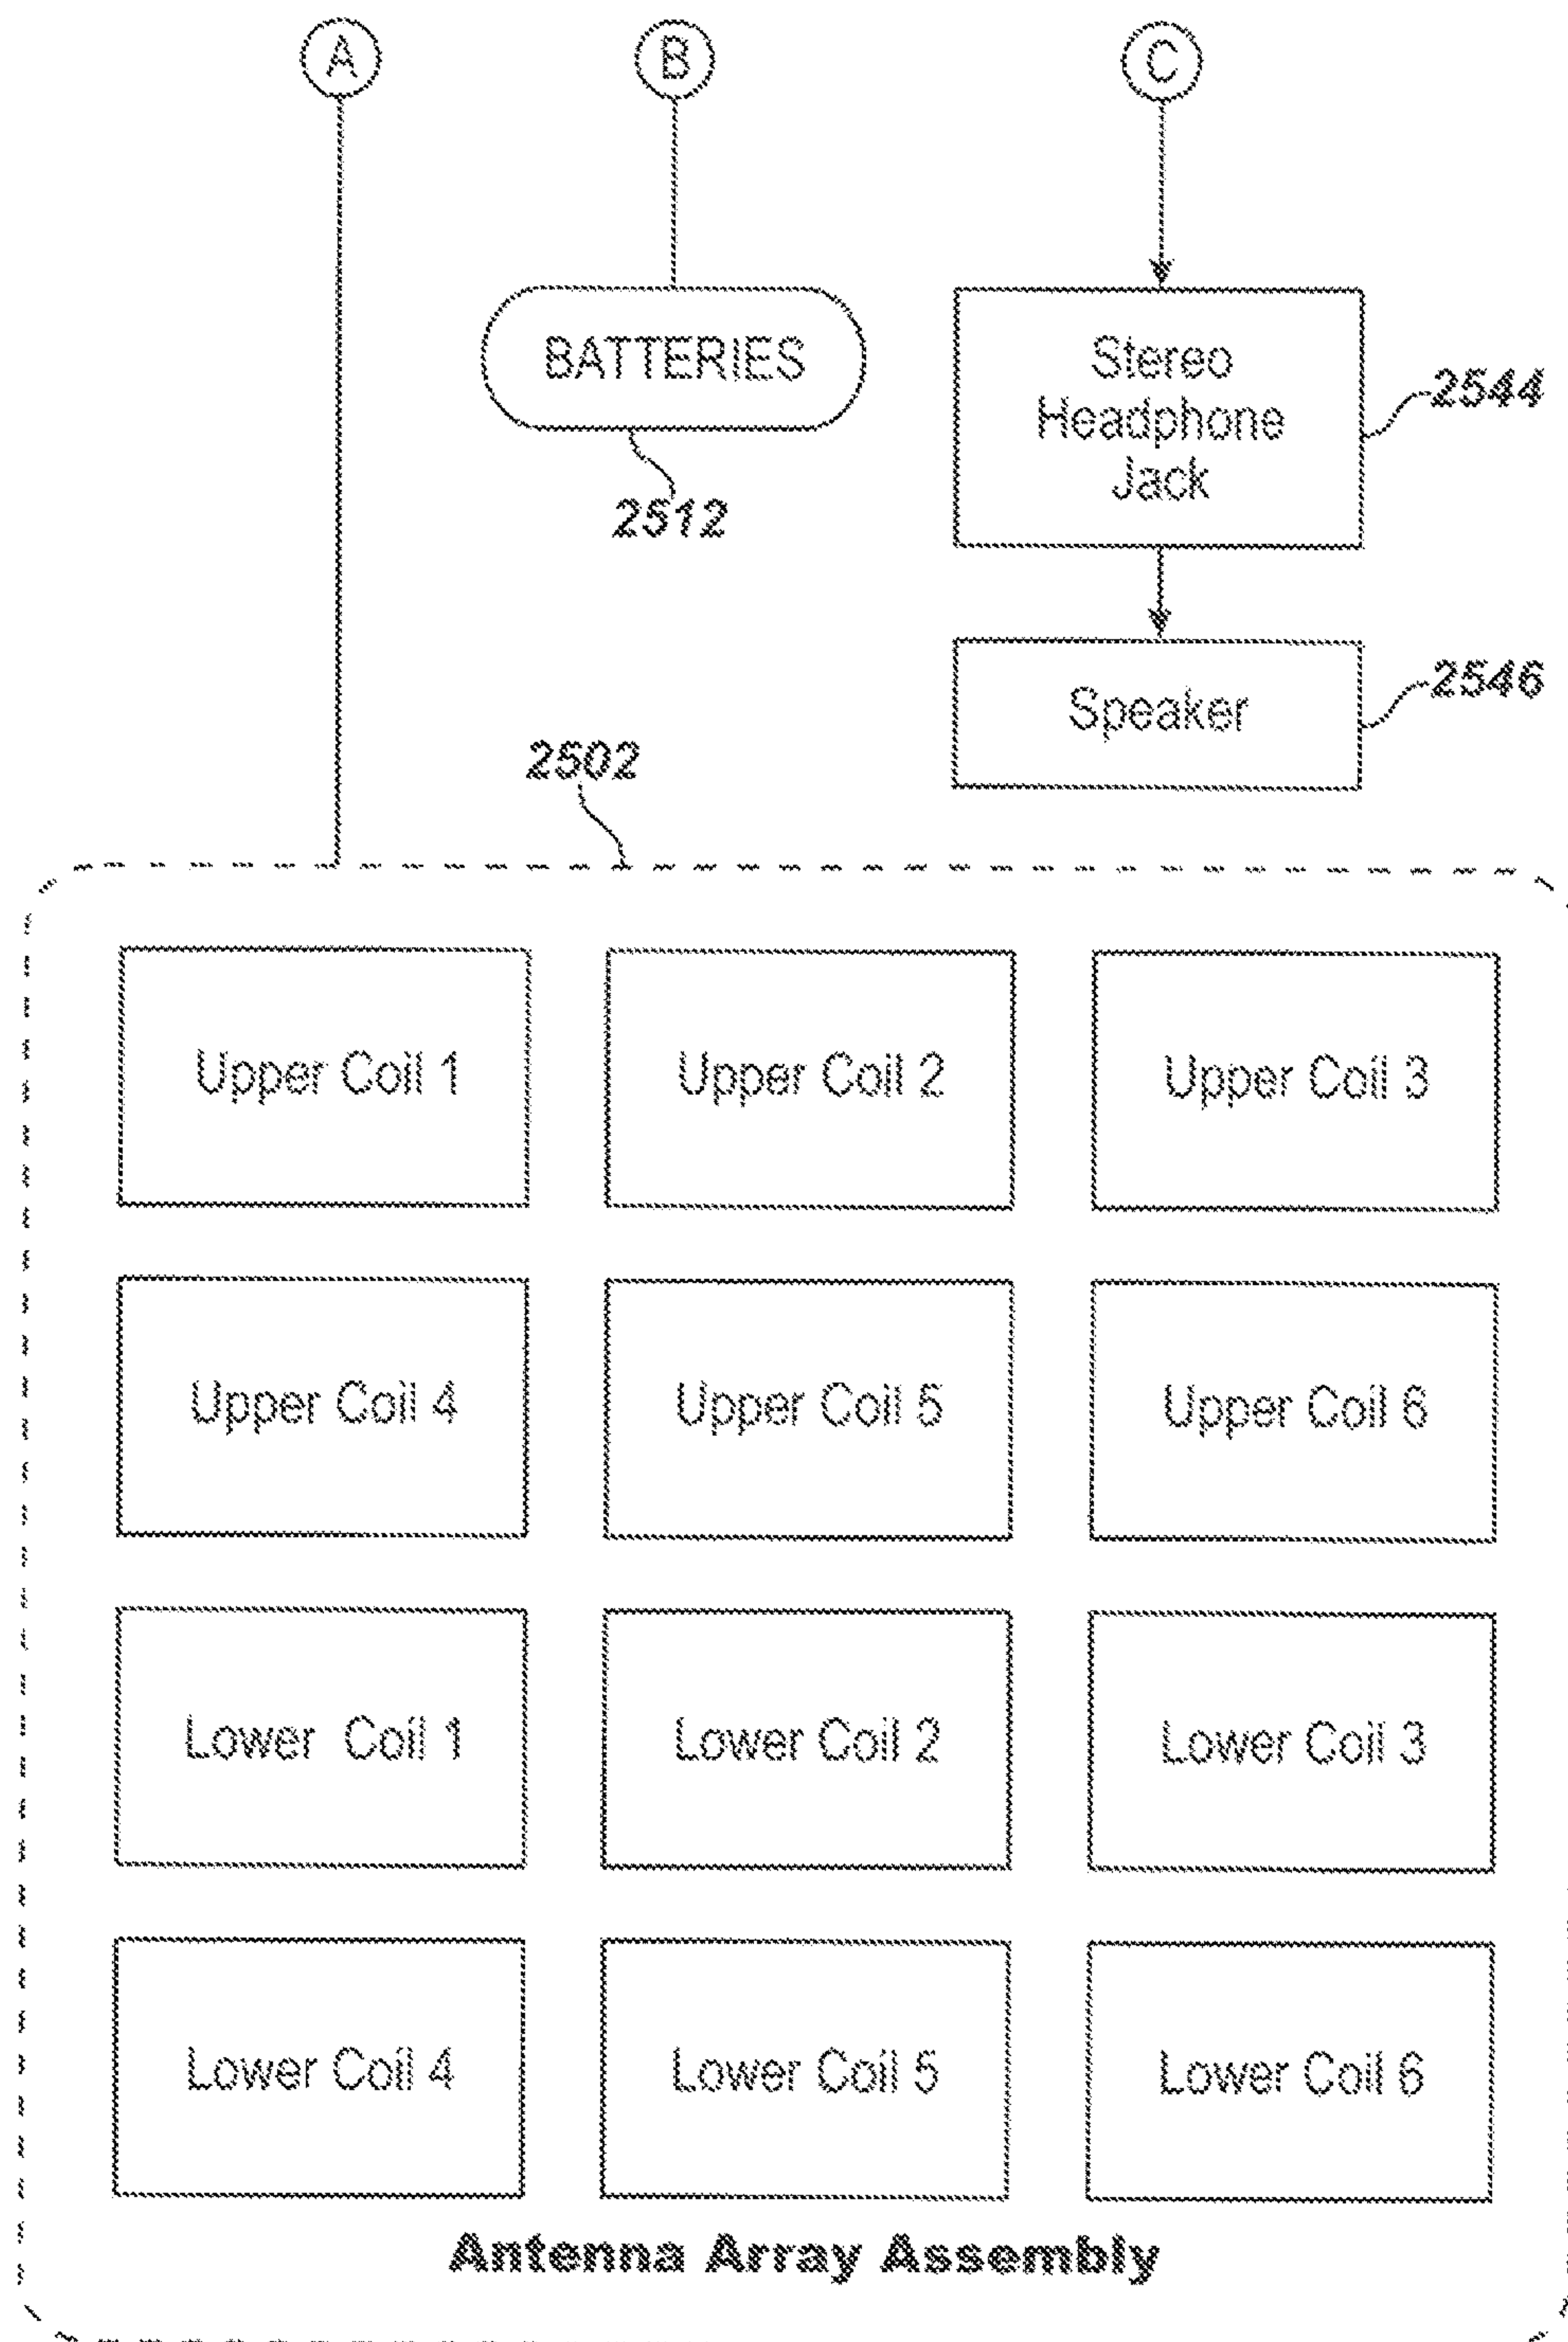 A
B
C
BATTERIES
Stereo
Headphone
Jack
2544
2512
Speaker
2546
2502
Upper Coil 1
Upper Coil 2
Upper Coil 3
Upper Coil 4
Upper Coil 5
Upper Coil 6
Lower Coil 1
Lower Coil 2
Lower Coil 3
Lower Coil 4
Lower Coil 5
Lower Coil 6
Antenna Array Assembly